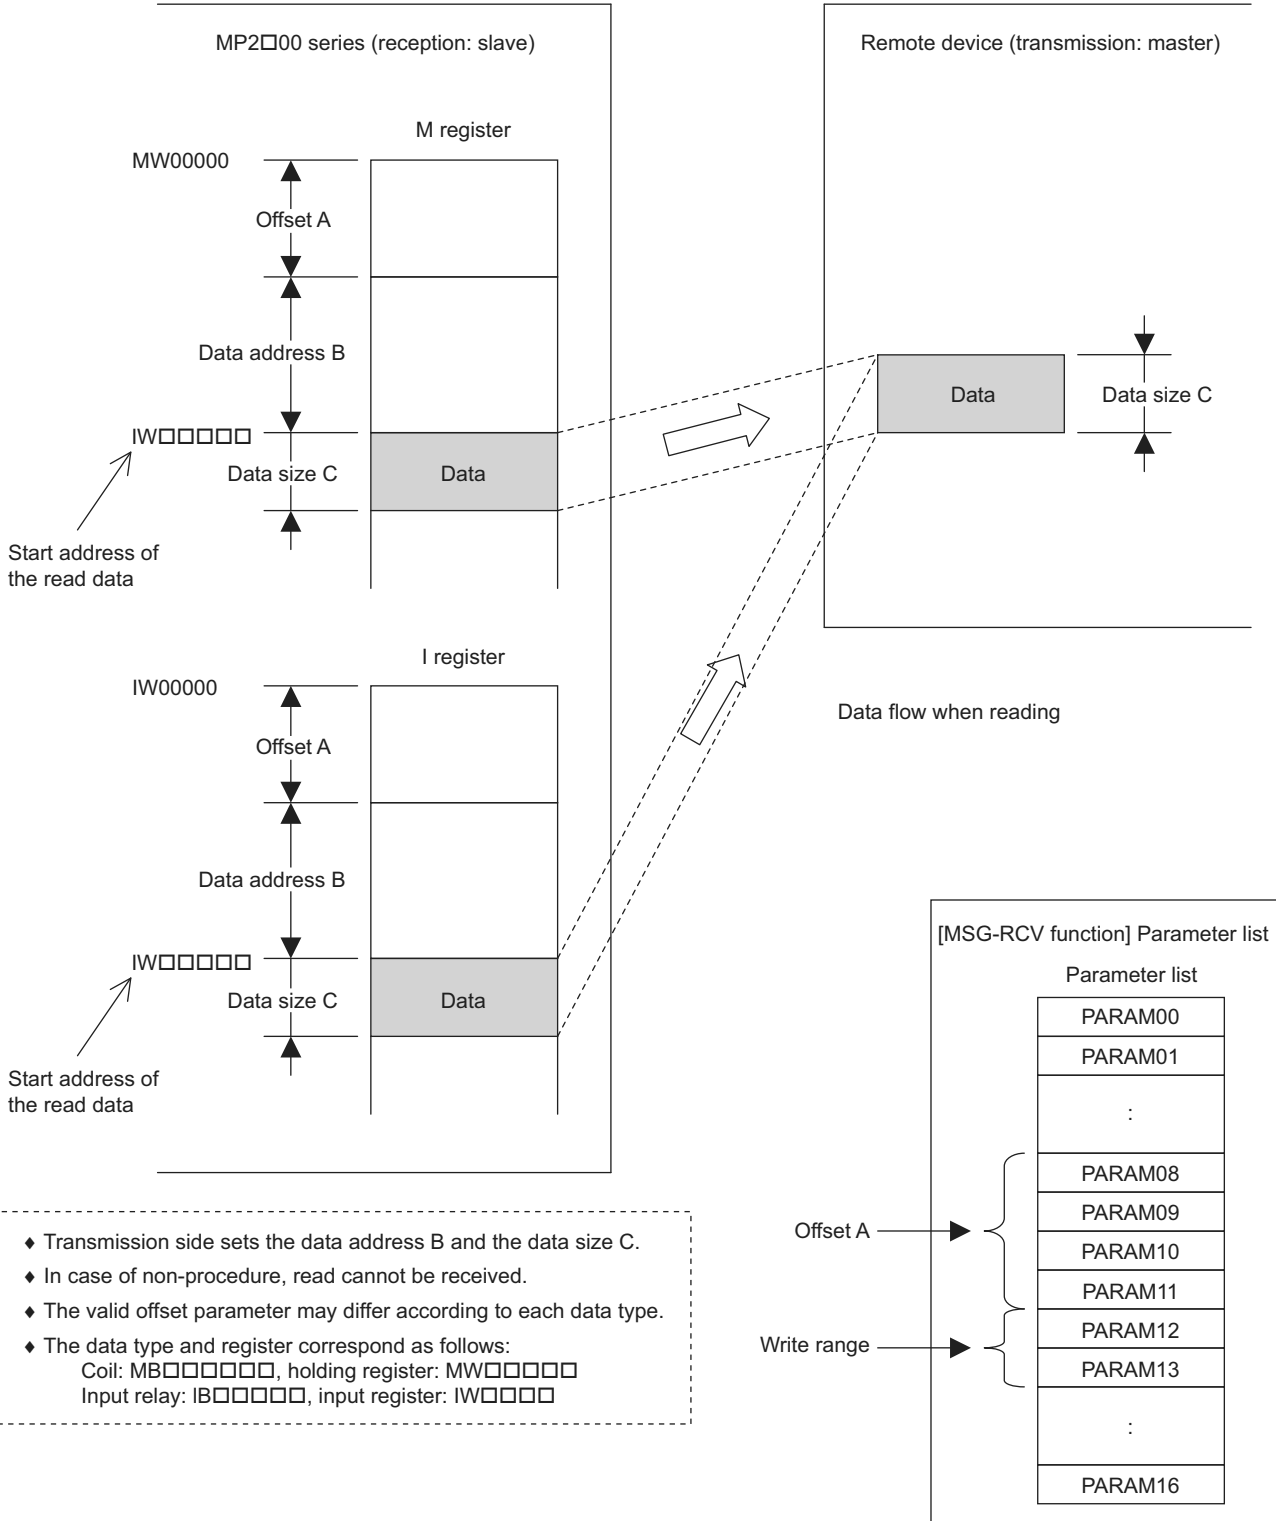 MP2□00 series (reception: slave)
Remote device (transmission: master)
M register
MW00000
Offset A
Data address B
IW□□□□□
Data size C
Data
Start address of
the read data
Data
Data size C
I register
IW00000
Offset A
Data address B
IW□□□□□
Data size C
Data
Start address of
the read data
Data flow when reading
[MSG-RCV function] Parameter list
Parameter list
PARAM00
PARAM01
:
PARAM08
PARAM09
PARAM10
PARAM11
PARAM12
PARAM13
:
PARAM16
Offset A
Write range
♦ Transmission side sets the data address B and the data size C.
♦ In case of non-procedure, read cannot be received.
♦ The valid offset parameter may differ according to each data type.
♦ The data type and register correspond as follows:
Coil: MB□□□□□□, holding register: MW□□□□□
Input relay: IB□□□□□, input register: IW□□□□